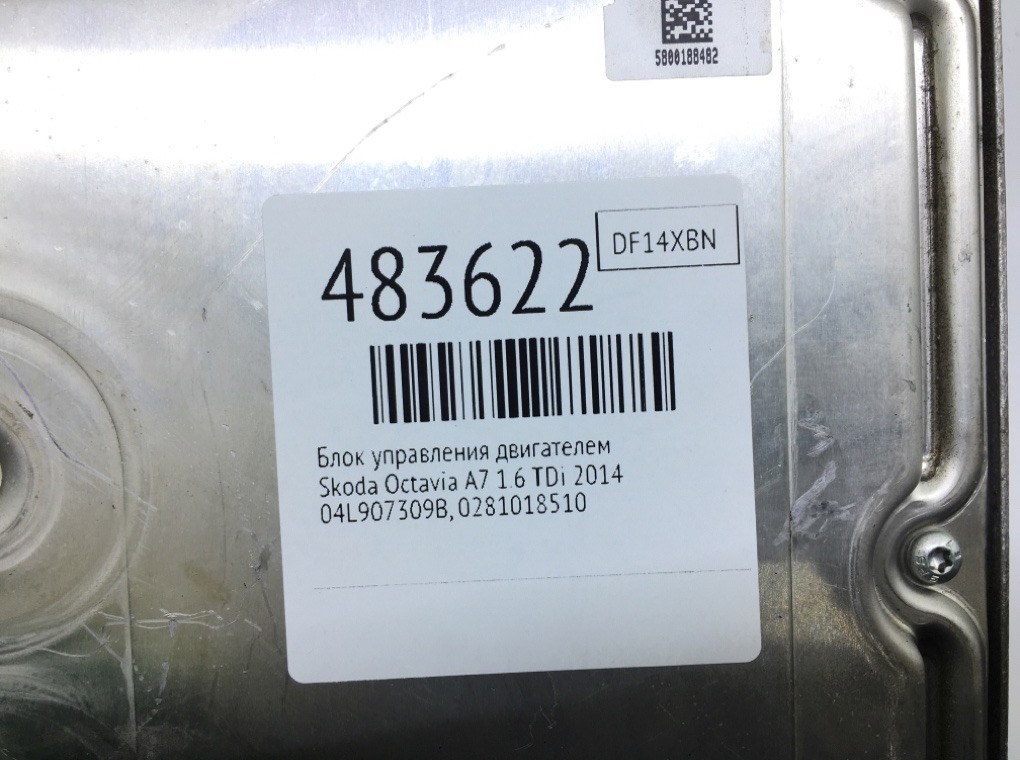 5800188482
483622
DF14XBN
Блок управления двигателем
Skoda Octavia A7 1.6 TDi 2014
04L907309B, 0281018510